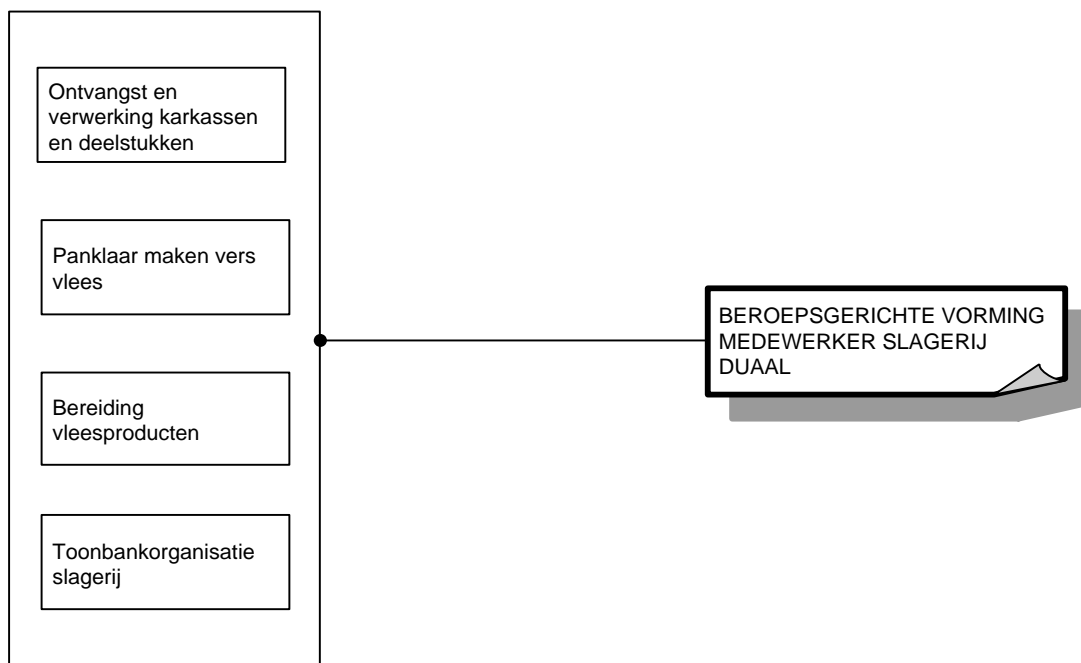 Ontvangst en
verwerking karkassen
en deelstukken
Panklaar maken vers
vlees
Bereiding
vleesproducten
Toonbankorganisatie
slagerij
BEROEPSGERICHTE VORMING
MEDEWERKER SLAGERIJ
DUAAL